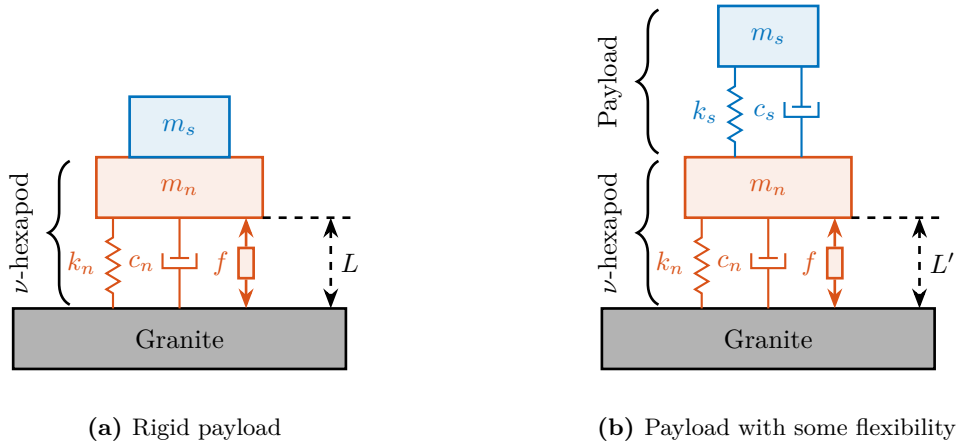 m_s
m_n
ν-hexapod
k_n
c_n
f
L
Granite
(a) Rigid payload
m_s
Payload
k_s
c_s
m_n
ν-hexapod
k_n
c_n
f
L′
Granite
(b) Payload with some flexibility